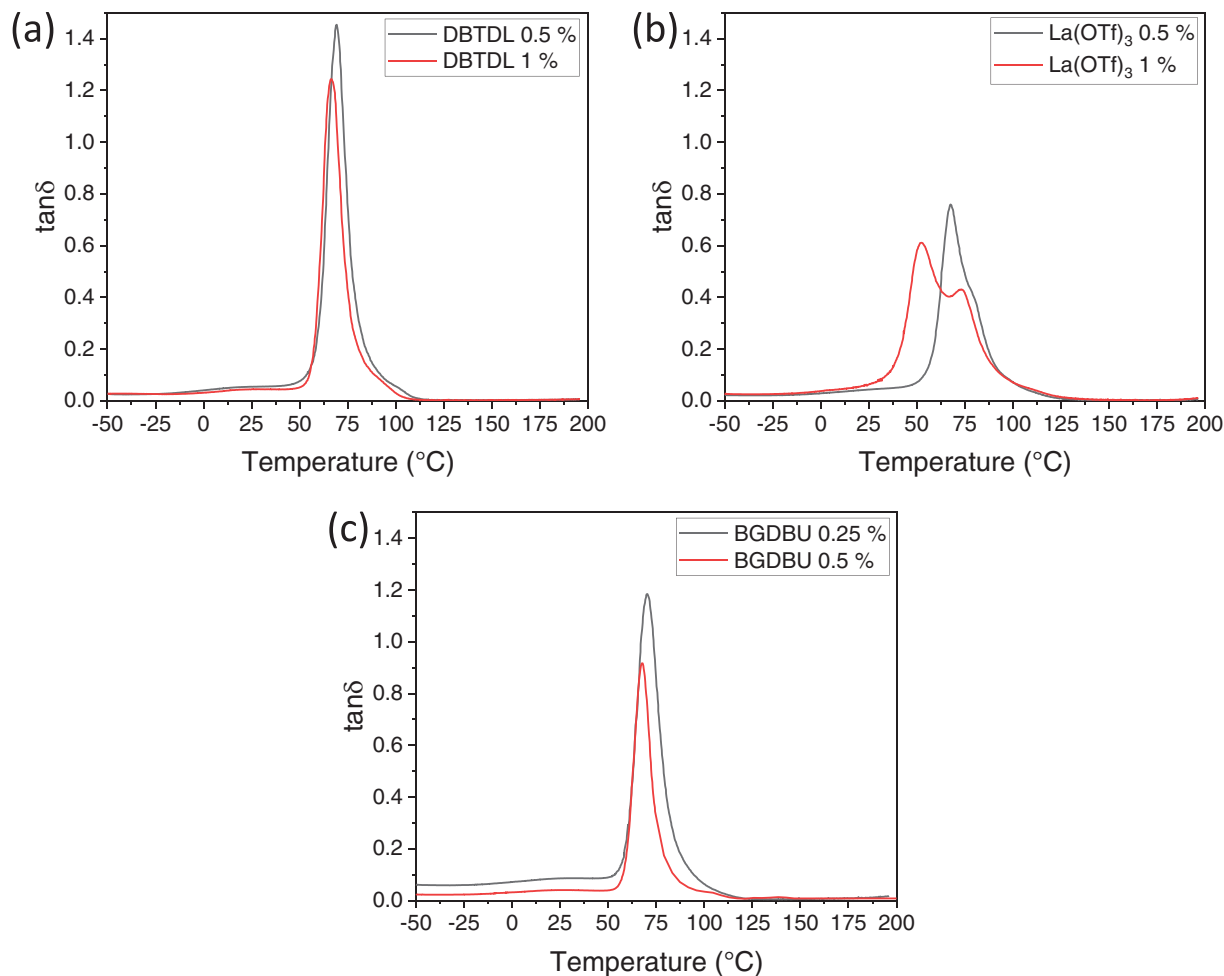 (a)
DBTDL 0.5 %
DBTDL 1 %
1.4
1.2
1.0
0.8
0.6
0.4
0.2
0.0
tanδ
-50 -25 0 25 50 75 100 125 150 175 200
Temperature (°C)
(b)
La(OTf)₃ 0.5 %
La(OTf)₃ 1 %
1.4
1.2
1.0
0.8
0.6
0.4
0.2
0.0
tanδ
-50 -25 0 25 50 75 100 125 150 175 200
Temperature (°C)
(c)
BGDBU 0.25 %
BGDBU 0.5 %
1.4
1.2
1.0
0.8
0.6
0.4
0.2
0.0
tanδ
-50 -25 0 25 50 75 100 125 150 175 200
Temperature (°C)